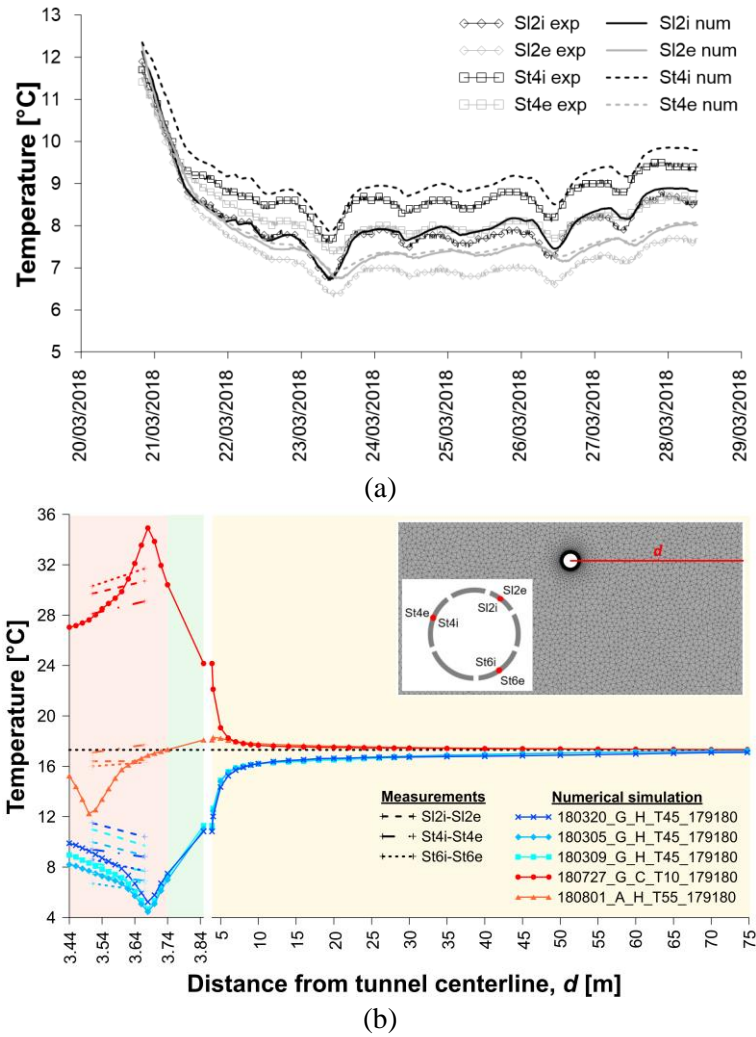 Temperature [°C]
13
12
11
10
9
8
7
6
5
Sl2i exp
Sl2e exp
St4i exp
St4e exp
Sl2i num
Sl2e num
St4i num
St4e num
20/03/2018
21/03/2018
22/03/2018
23/03/2018
24/03/2018
25/03/2018
26/03/2018
27/03/2018
28/03/2018
29/03/2018
(a)
Temperature [°C]
36
32
28
24
20
16
12
8
4
d
Sl2e
Sl2i
St4e
St4i
St6i
St6e
Measurements
Sl2i-Sl2e
St4i-St4e
St6i-St6e
Numerical simulation
180320_G_H_T45_179180
180305_G_H_T45_179180
180309_G_H_T45_179180
180727_G_C_T10_179180
180801_A_H_T55_179180
3.44
3.54
3.64
3.74
3.84
5
10
15
20
25
30
35
40
45
50
55
60
65
70
75
Distance from tunnel centerline, d [m]
(b)